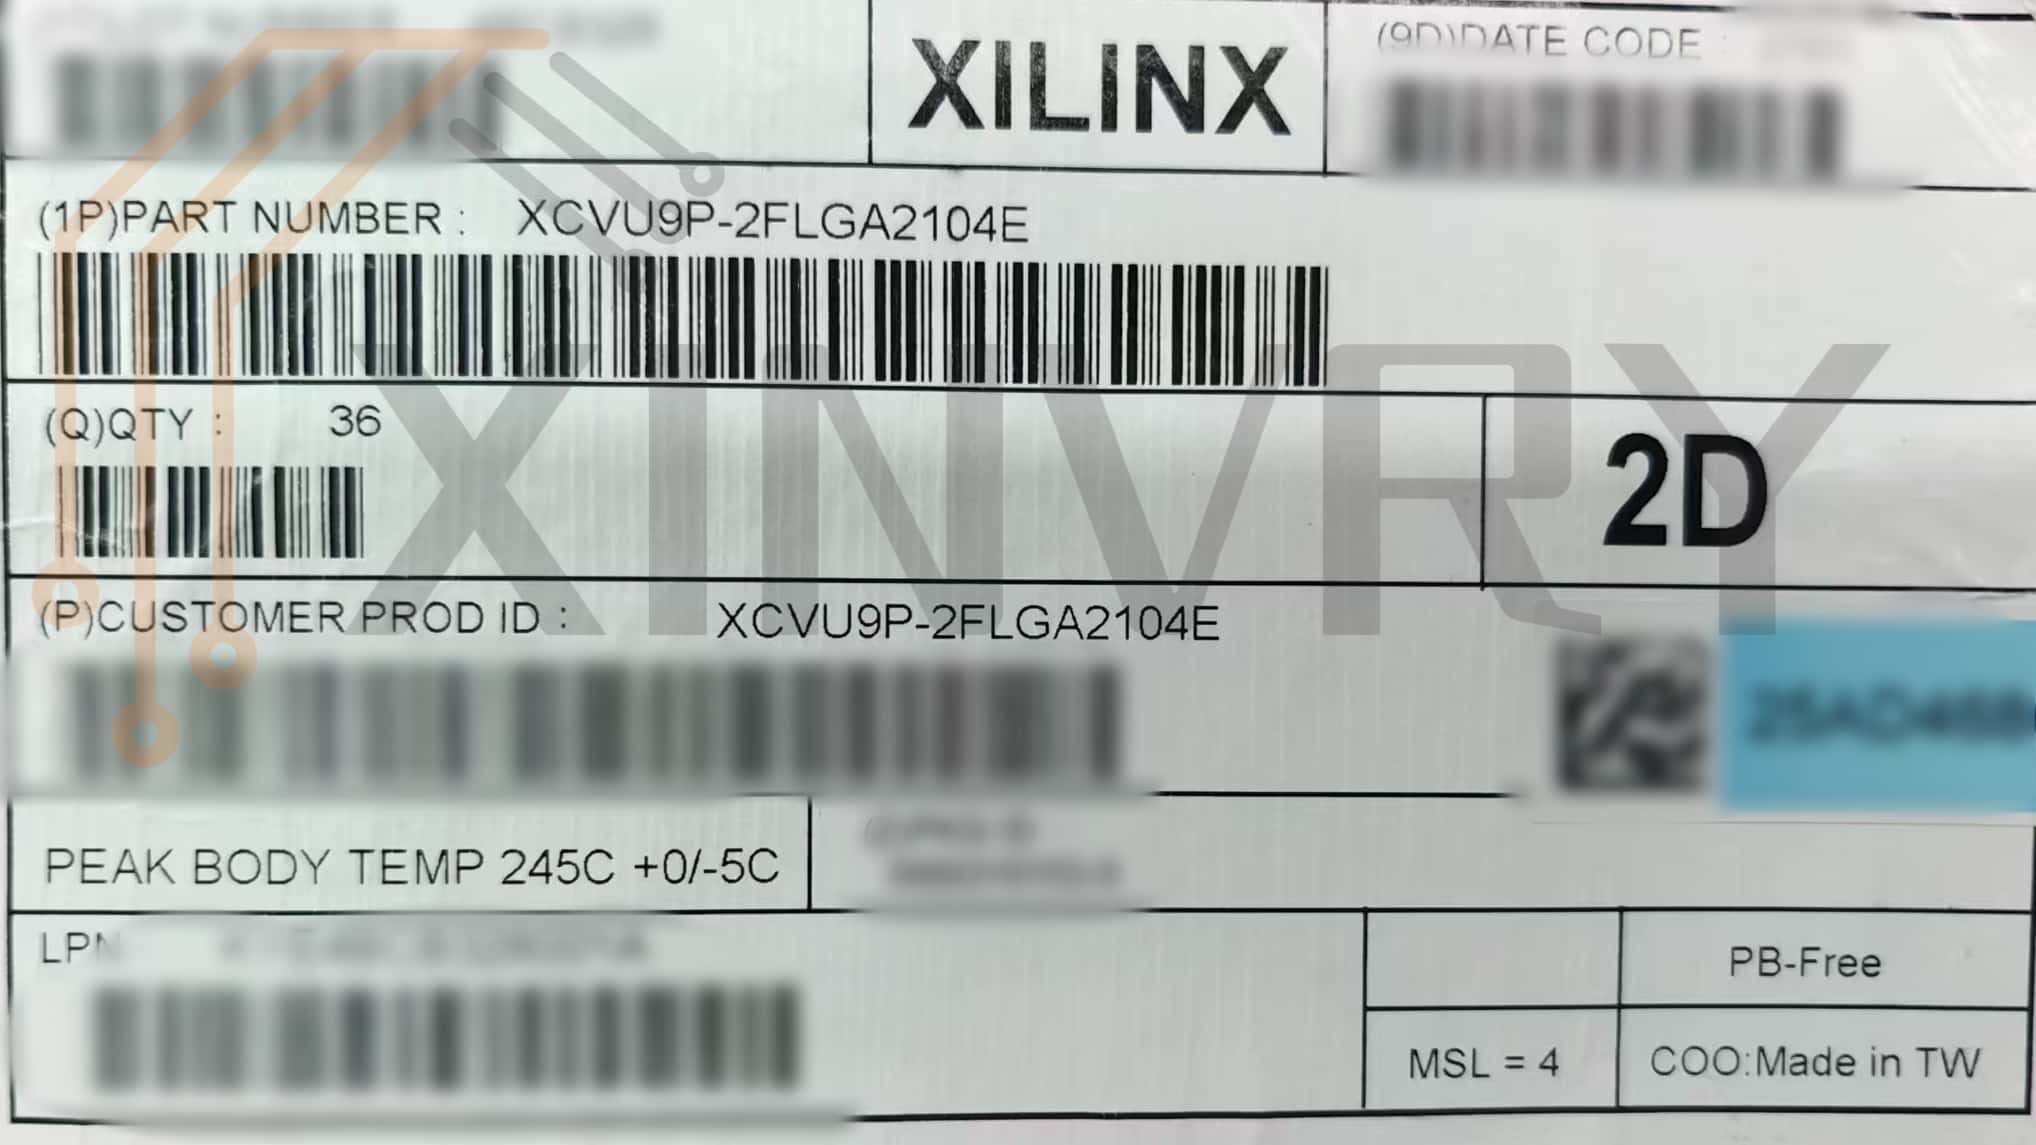 XILINX
(9D)DATE CODE :
(1P)PART NUMBER : XCVU9P-2FLGA2104E
(Q)QTY : 36
2D
(P)CUSTOMER PROD ID : XCVU9P-2FLGA2104E
XINVRY
PEAK BODY TEMP 245C +0/-5C
LPN
PB-Free
MSL = 4
COO:Made in TW